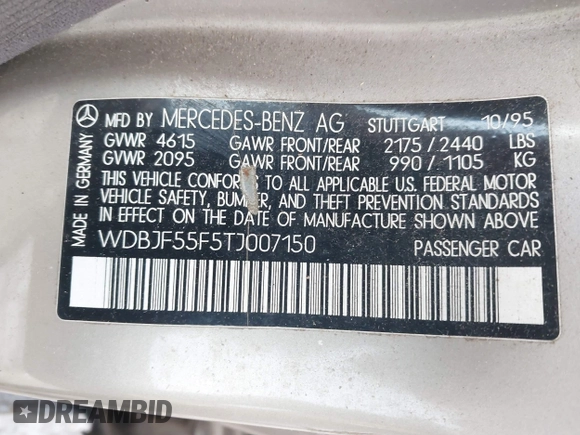 MFD BY MERCEDES-BENZ AG STUTTGART 10/95
GVWR 4615 GAWR FRONT/REAR 2175/2440 LBS
GVWR 2095 GAWR FRONT/REAR 990/1105 KG
THIS VEHICLE CONFORMS TO ALL APPLICABLE U.S. FEDERAL MOTOR
VEHICLE SAFETY, BUMPER, AND THEFT PREVENTION STANDARDS
IN EFFECT ON THE DATE OF MANUFACTURE SHOWN ABOVE
WDBJF55F5TJ007150 PASSENGER CAR
MADE IN GERMANY
DREAMBID